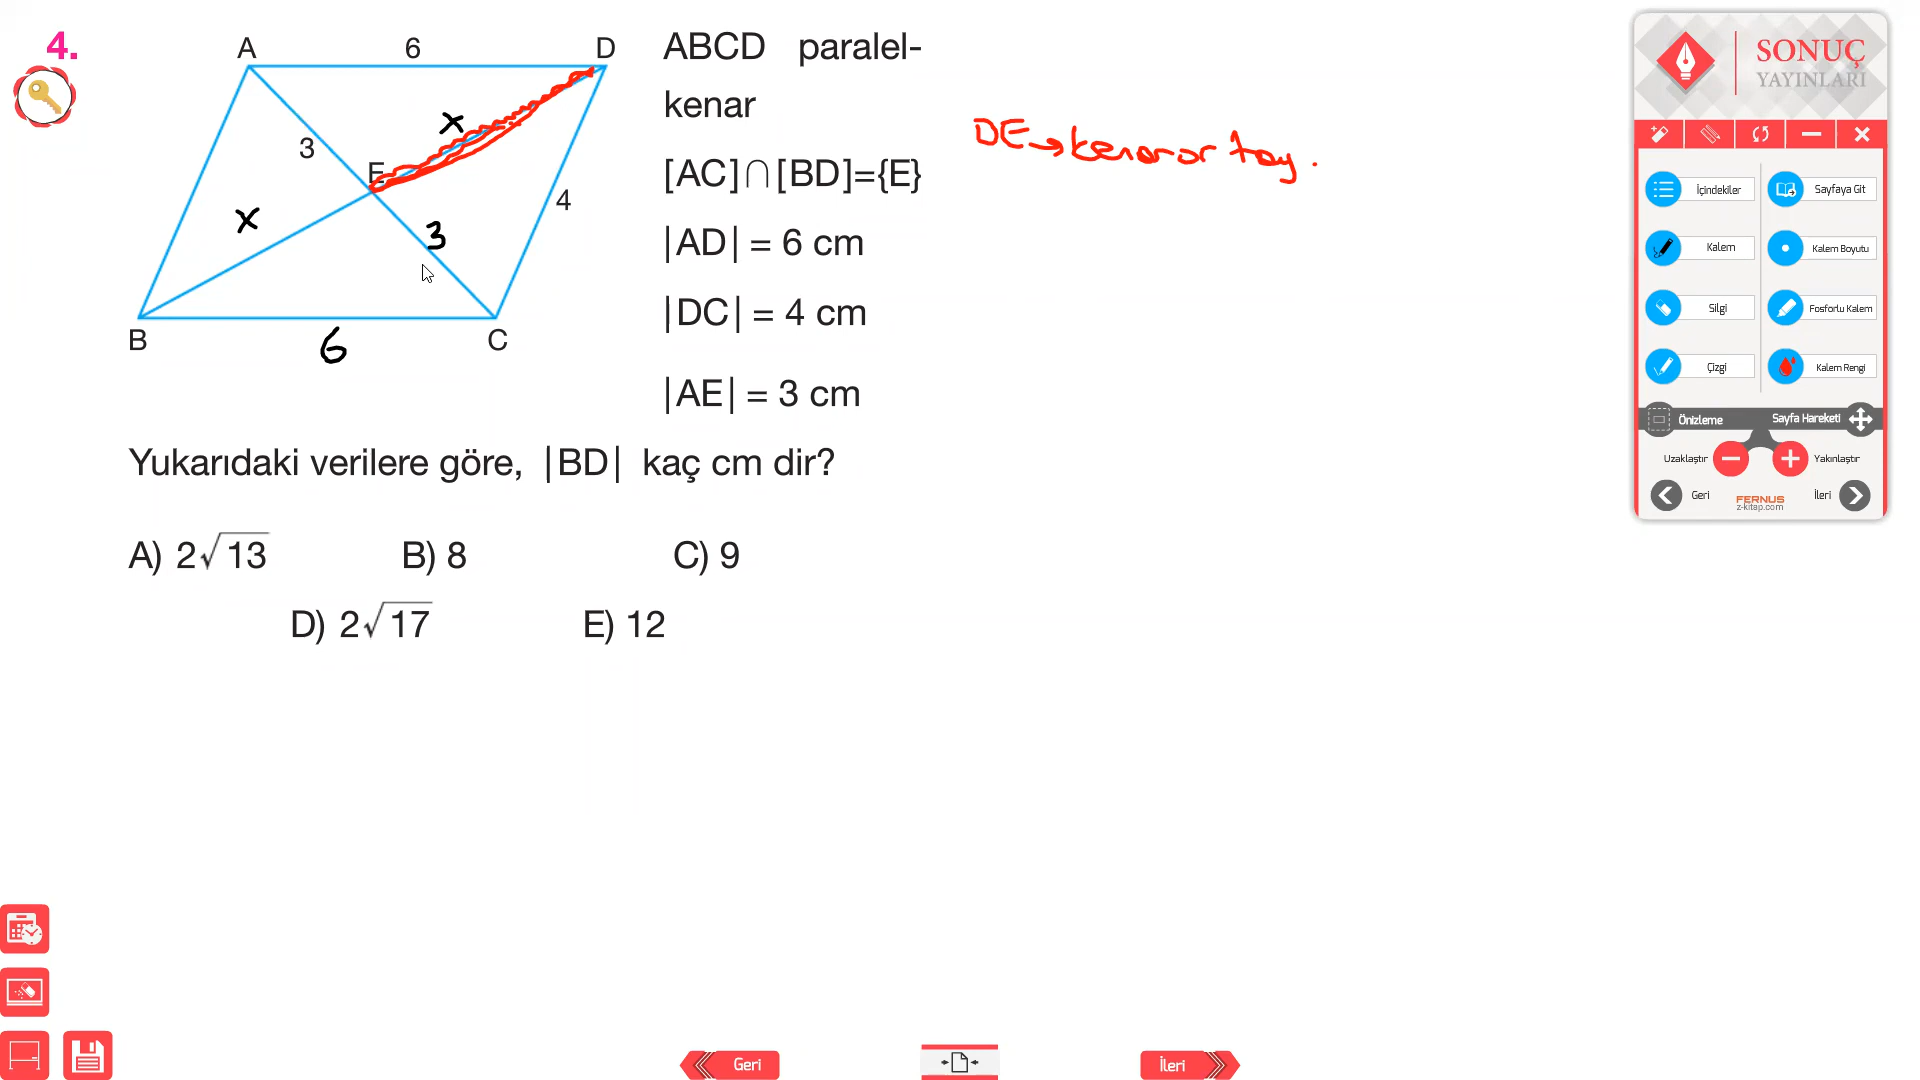 4.
A 6 D
x
3
E
x
3
4
B C
6
ABCD paralel-
kenar
[AC]∩[BD]={E}
|AD| = 6 cm
|DC| = 4 cm
|AE| = 3 cm
DE→kenarortay.
Yukarıdaki verilere göre, |BD| kaç cm dir?
A) 2√13 B) 8 C) 9
D) 2√17 E) 12
SONUÇ
YAYINLARI
İçindekiler Sayfaya Git
Kalem Kalem Boyutu
Silgi Fosforlu Kalem
Çizgi Kalem Rengi
Önizleme Sayfa Hareketi
Uzaklaştır Yakınlaştır
Geri FERNUS İleri
z-kitap.com
Geri İleri